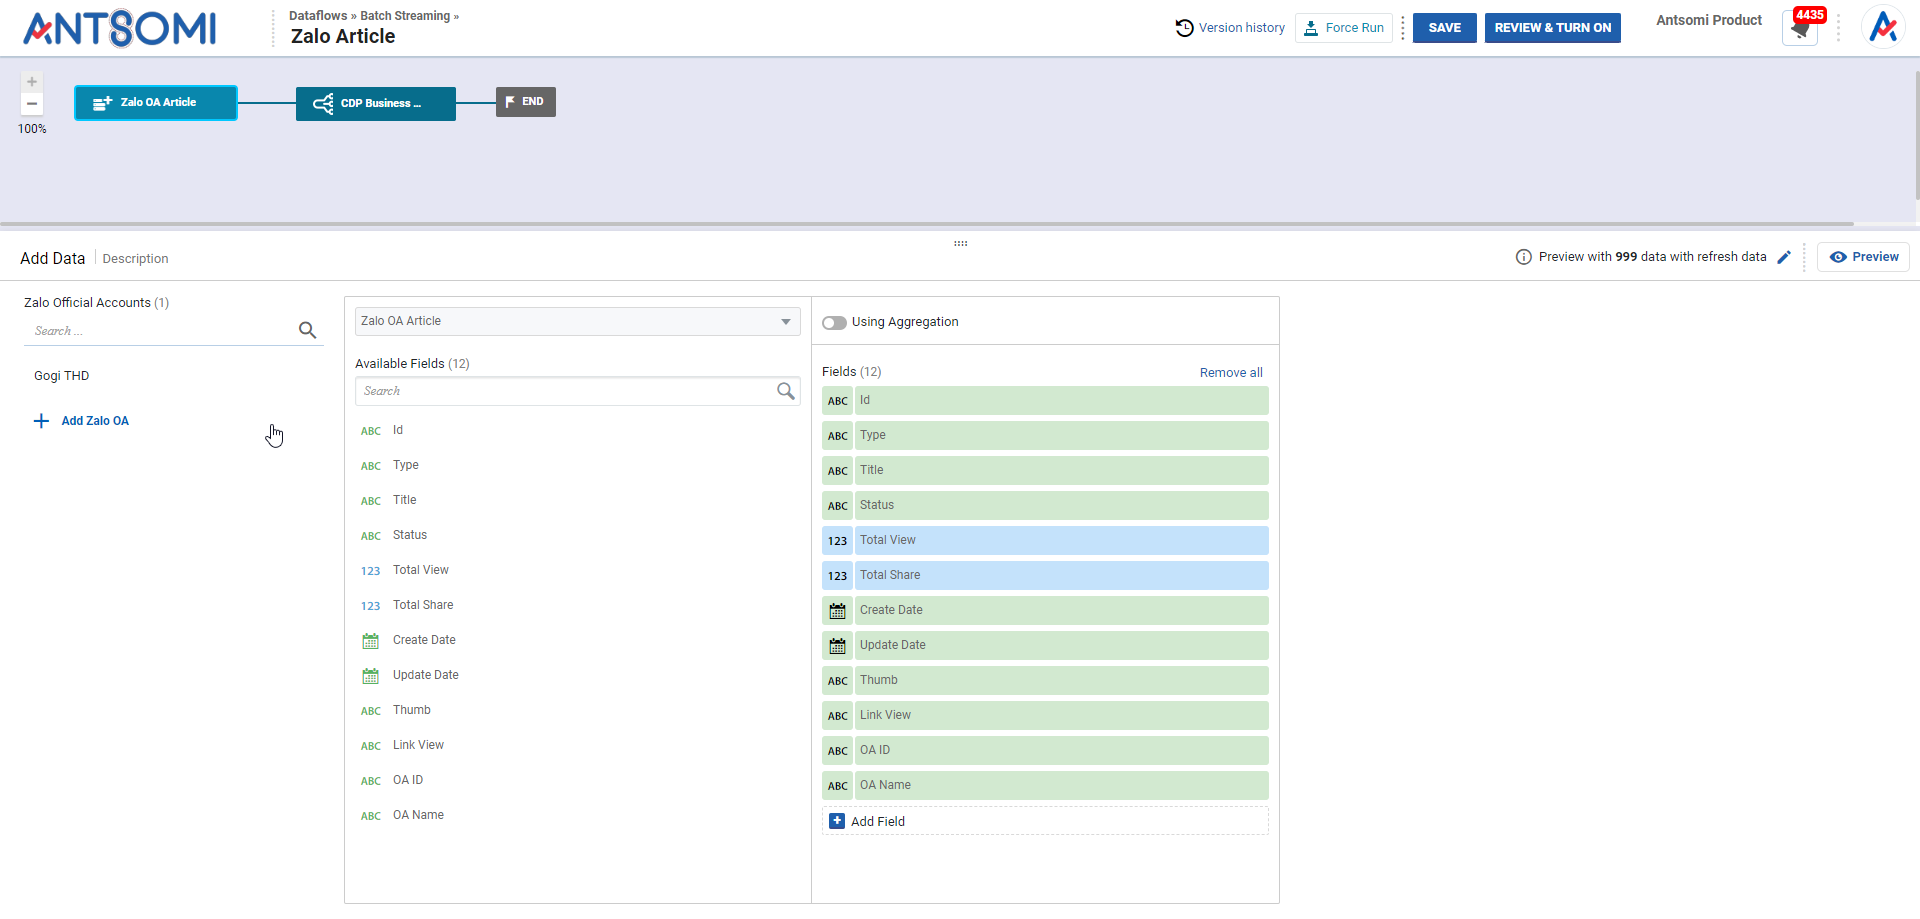 ANTSOMI
Dataflows » Batch Streaming »
Zalo Article
Version history
Force Run
SAVE
REVIEW & TURN ON
Antsomi Product
4435
100%
Zalo OA Article
CDP Business ...
END
Add Data
Description
Preview with 999 data with refresh data
Preview
Zalo Official Accounts (1)
Search ...
Gogi THD
Add Zalo OA
Zalo OA Article
Available Fields (12)
Search
ABC Id
ABC Type
ABC Title
ABC Status
123 Total View
123 Total Share
Create Date
Update Date
ABC Thumb
ABC Link View
ABC OA ID
ABC OA Name
Using Aggregation
Fields (12)
Remove all
ABC Id
ABC Type
ABC Title
ABC Status
123 Total View
123 Total Share
Create Date
Update Date
ABC Thumb
ABC Link View
ABC OA ID
ABC OA Name
Add Field